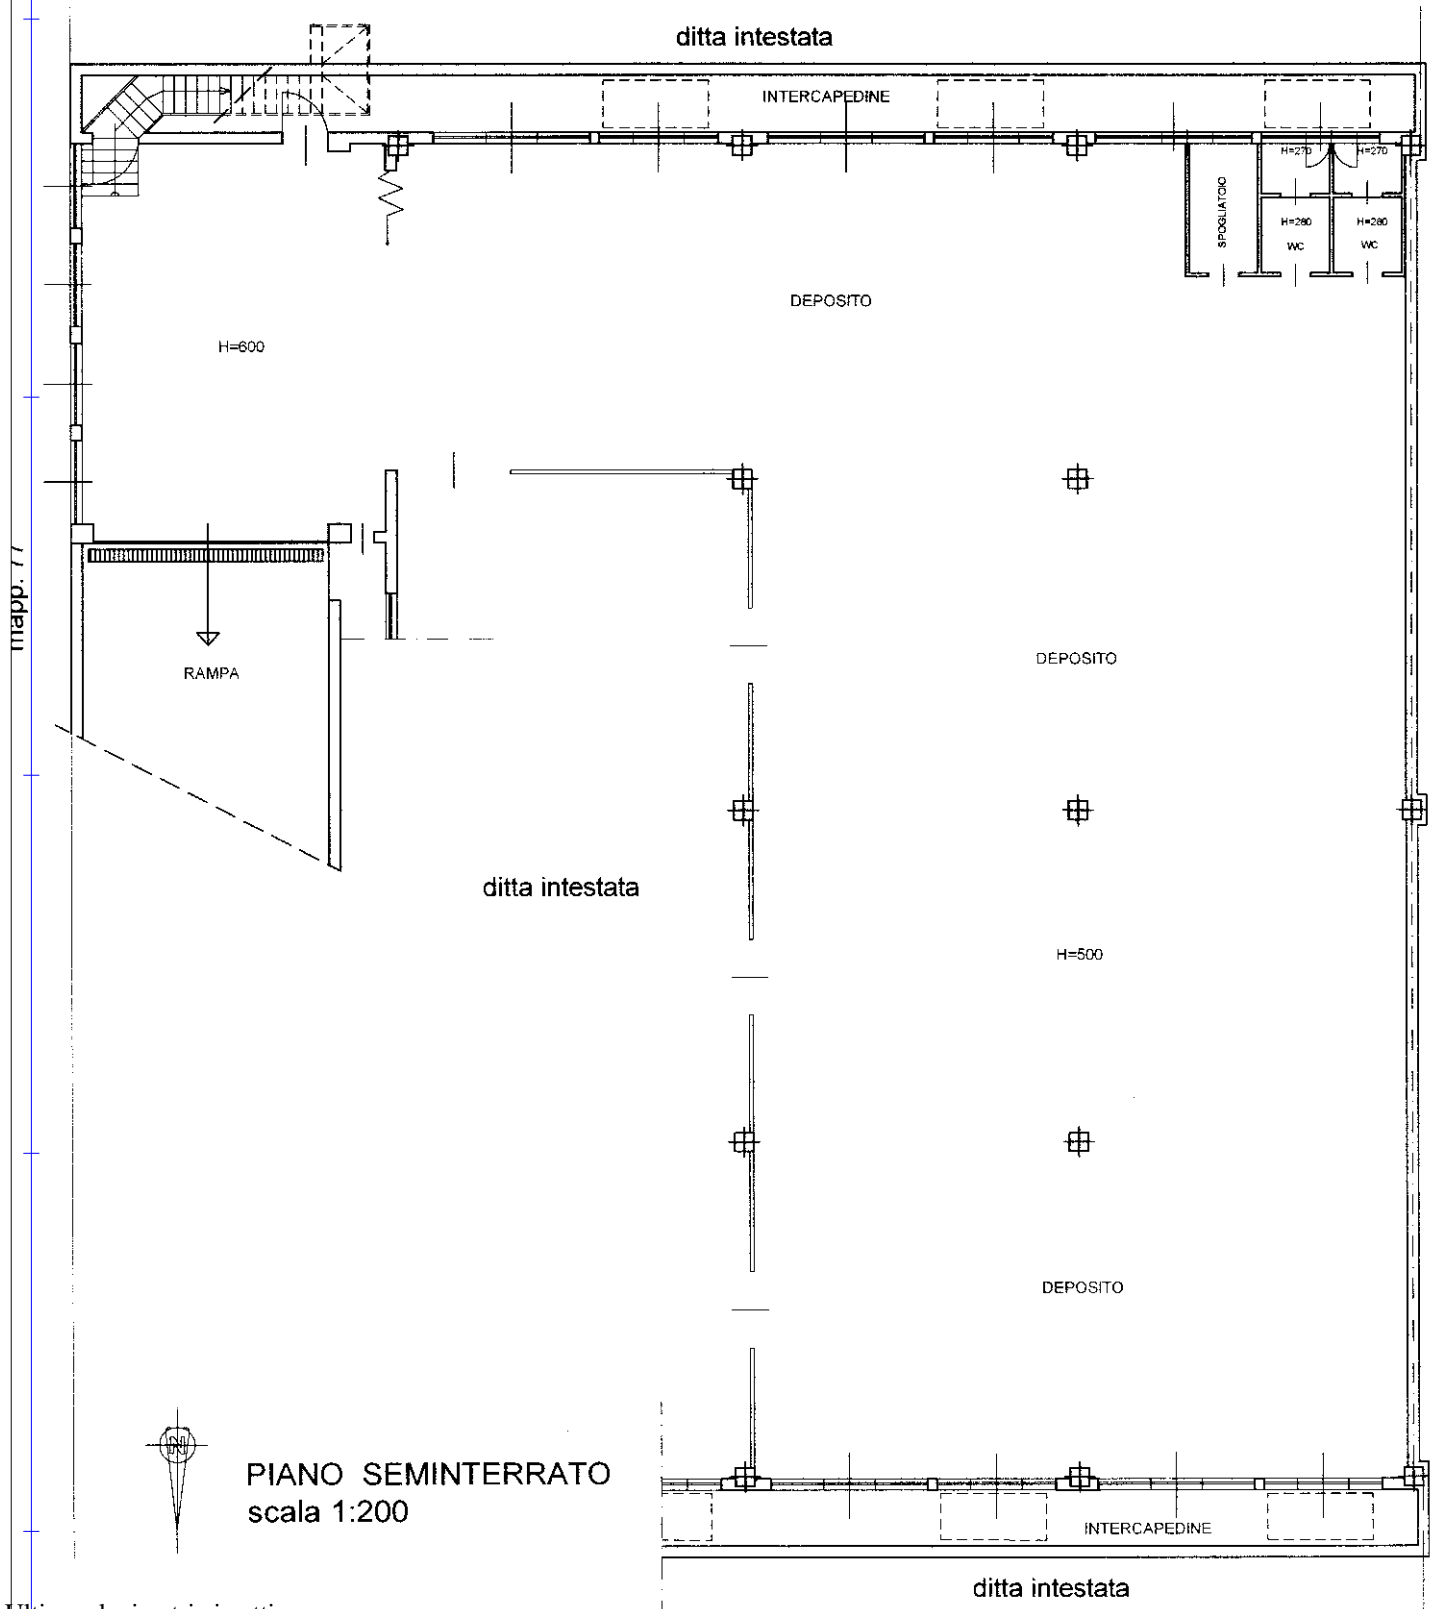 ditta intestata
INTERCAPEDINE
H=270
H=270
SPOGLIATOIO
H=280
WC
H=280
WC
DEPOSITO
H=600
mapp. 77
RAMPA
DEPOSITO
ditta intestata
H=500
DEPOSITO
N
PIANO SEMINTERRATO
scala 1:200
INTERCAPEDINE
ditta intestata